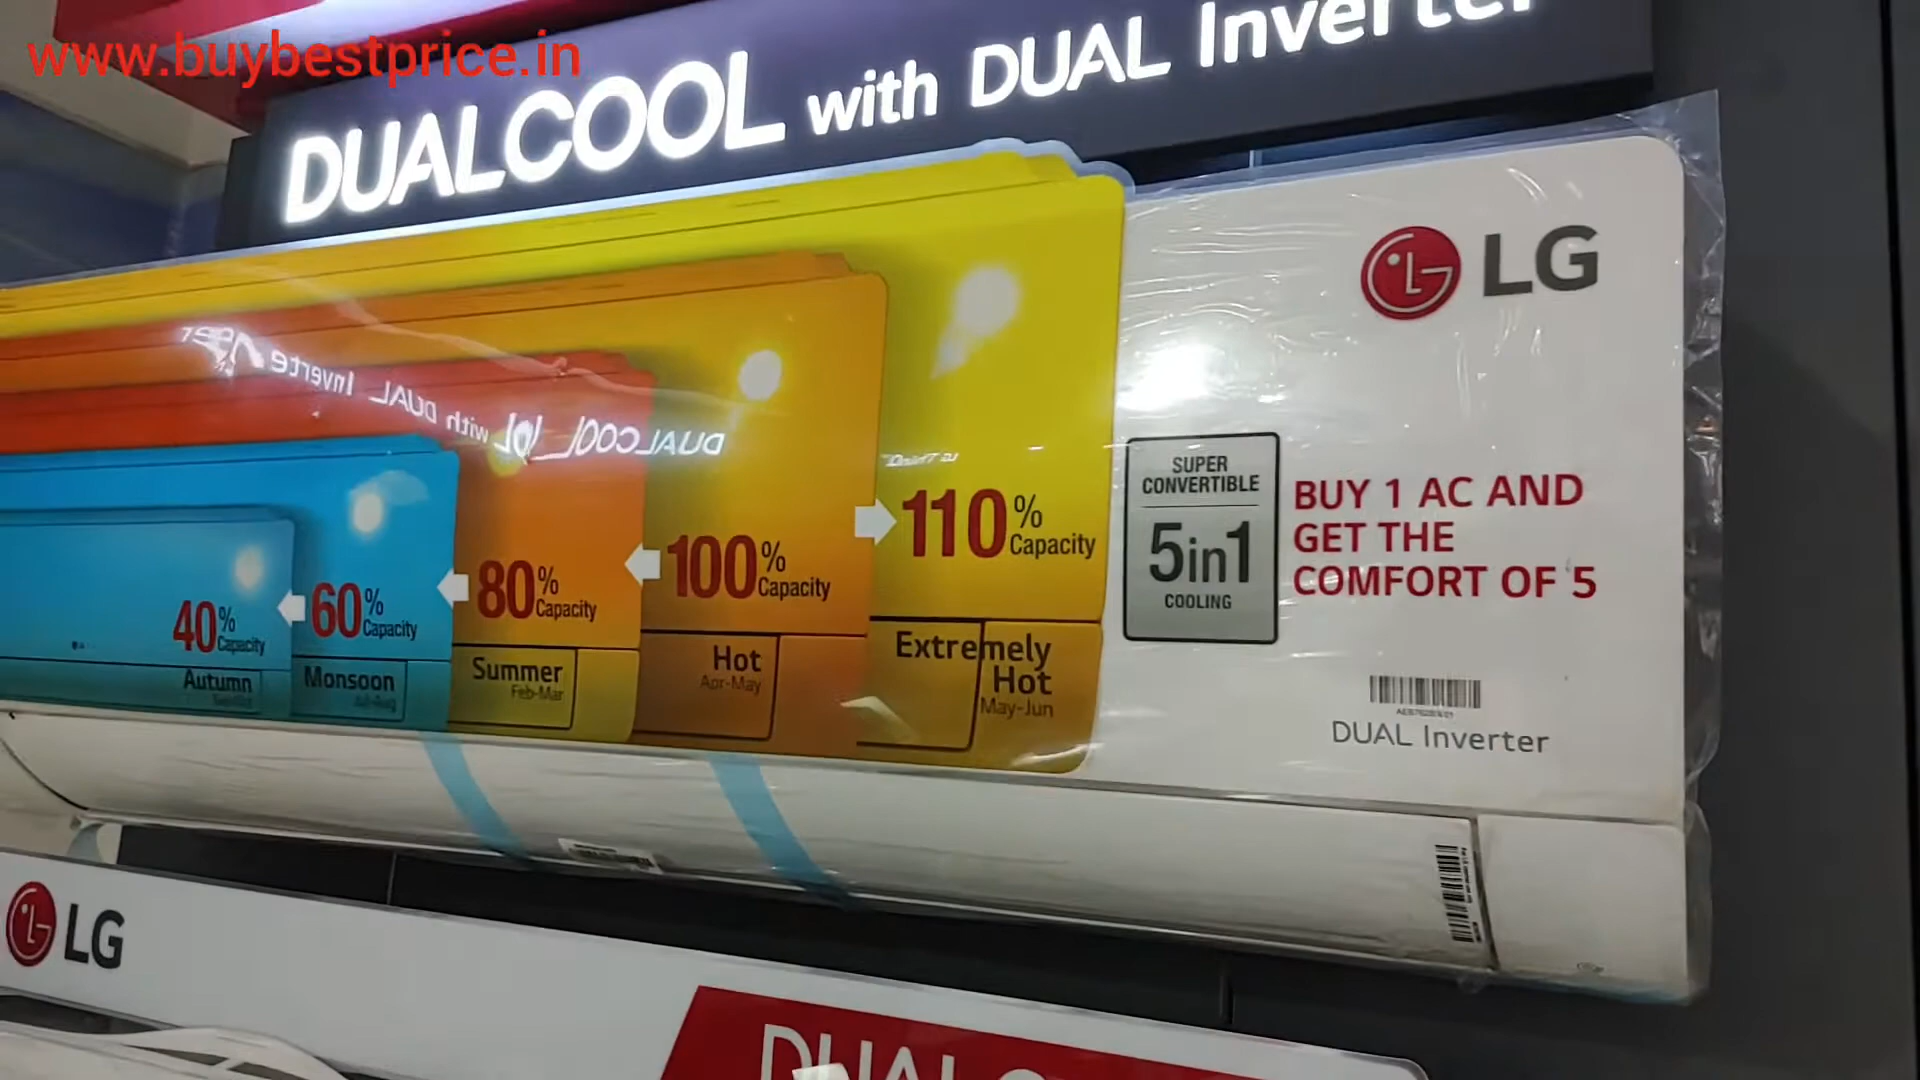 www.buybestprice.in
DUALCOOL with DUAL Inverter
LG
110% Capacity
100% Capacity
80% Capacity
60% Capacity
40% Capacity
Autumn
Monsoon
Jul-Aug
Summer
Feb-Mar
Hot
Apr-May
Extremely
Hot
May-Jun
SUPER
CONVERTIBLE
5in1
COOLING
BUY 1 AC AND
GET THE
COMFORT OF 5
DUAL Inverter
LG